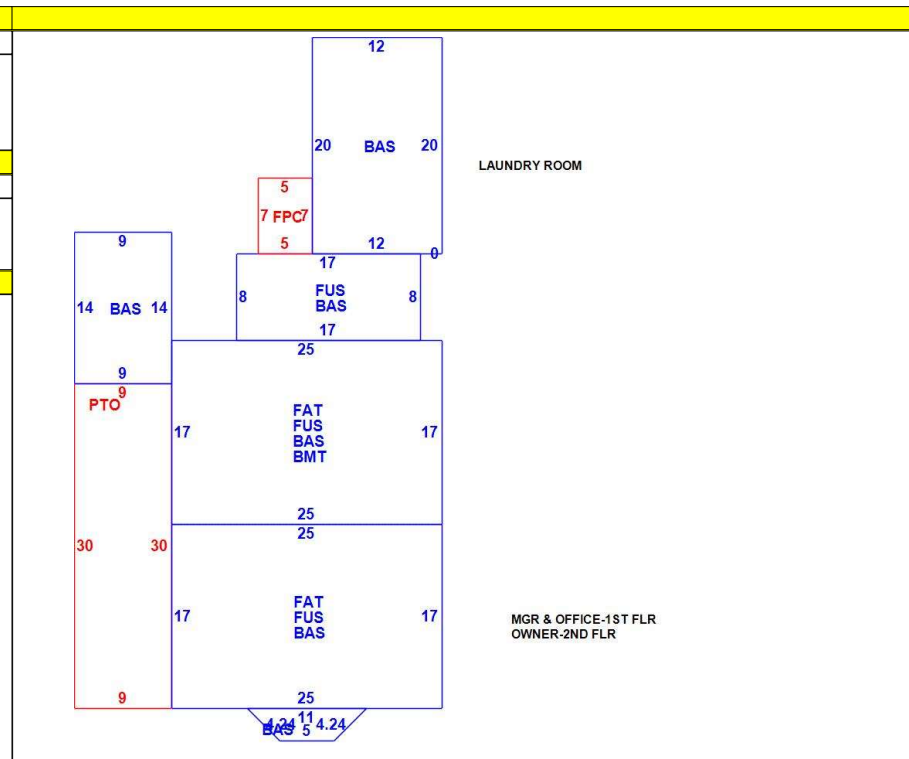 12
20 BAS 20
LAUNDRY ROOM
5
7 FPC 7
5
12 0
17
9
8 FUS 8
BAS
14 BAS 14
17
25
9
9
PTO
FAT
FUS
17 17
BAS
BMT
25
25
30 30
FAT
17 FUS 17
BAS
MGR & OFFICE-1ST FLR
OWNER-2ND FLR
9
25
11
4.24 4.24
BAS 5